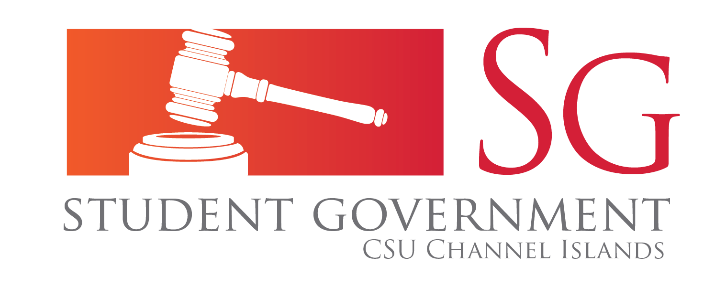 SG
STUDENT GOVERNMENT
CSU CHANNEL ISLANDS